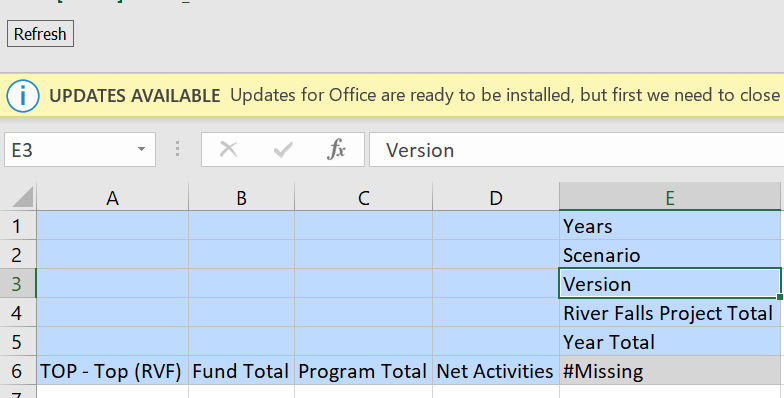 Refresh
UPDATES AVAILABLE Updates for Office are ready to be installed, but first we need to close
E3 fx Version
A B C D E
1 Years
2 Scenario
3 Version
4 River Falls Project Total
5 Year Total
6 TOP - Top (RVF) Fund Total Program Total Net Activities #Missing